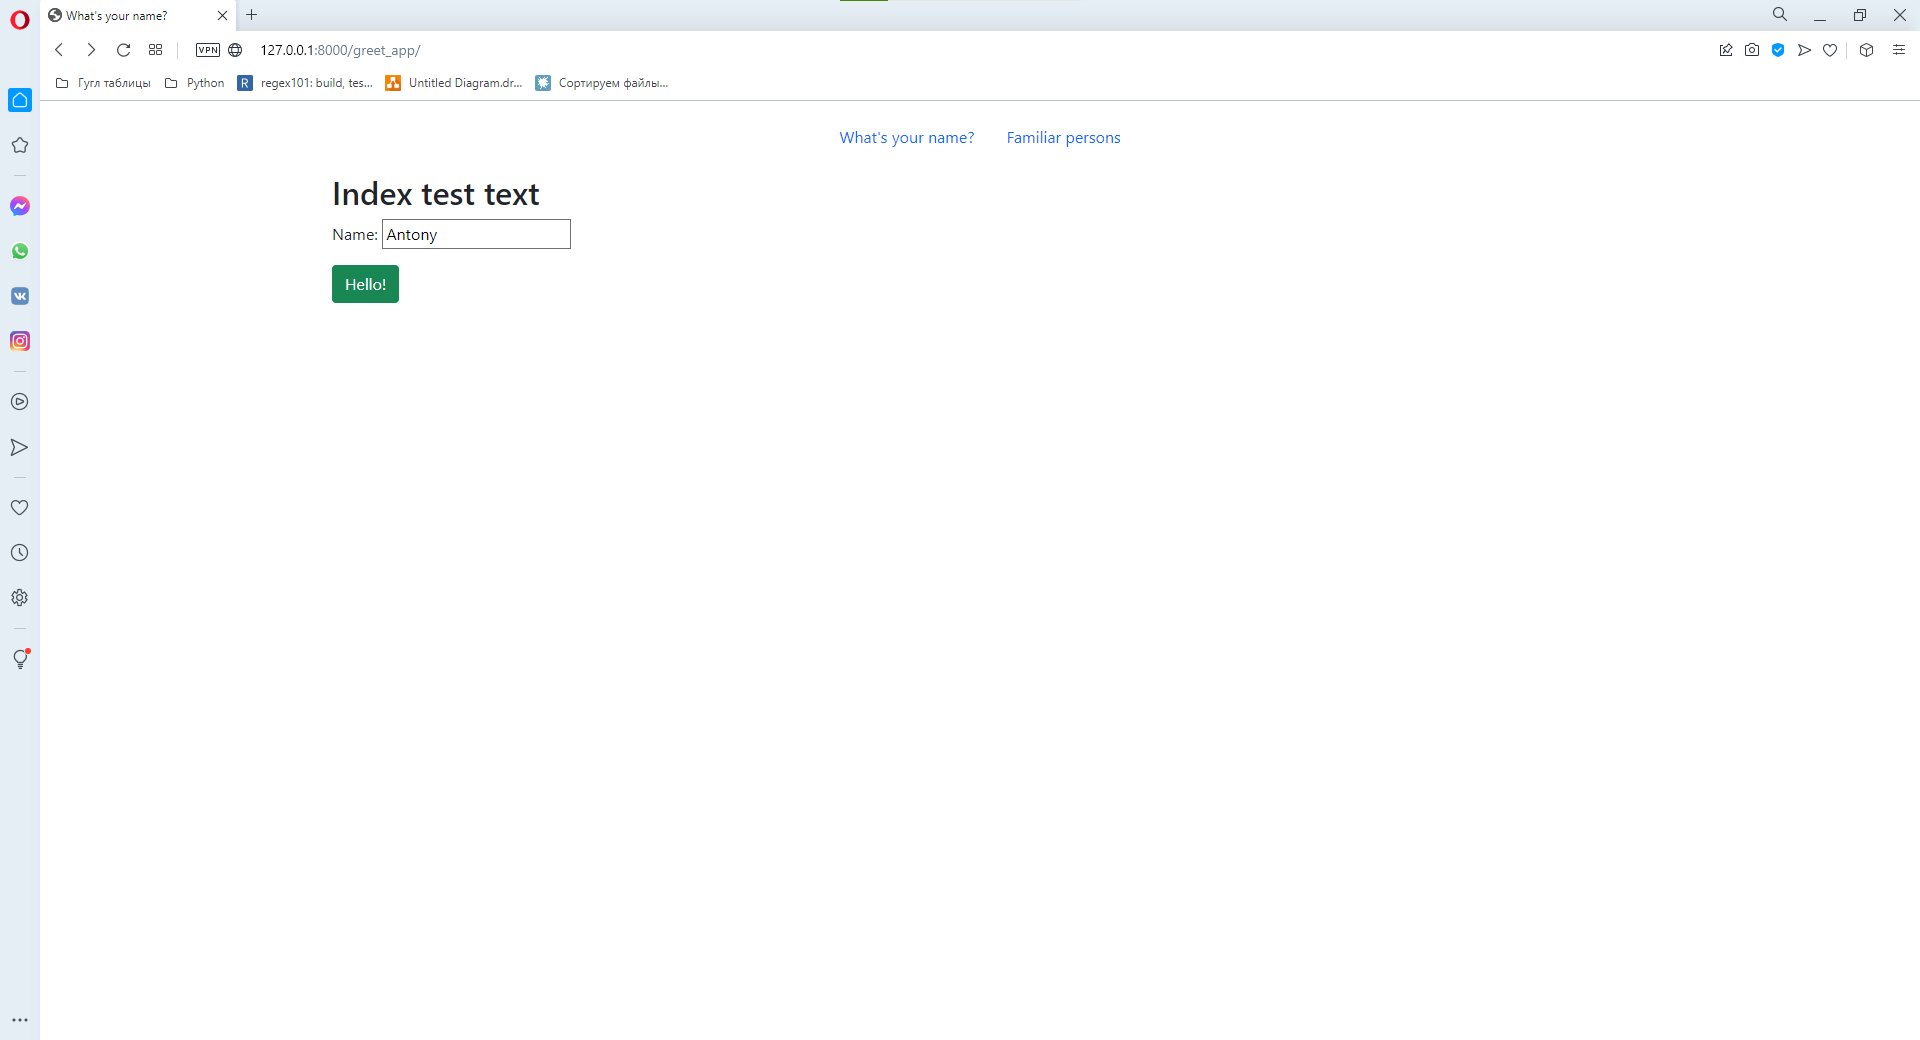 What's your name?
VPN
127.0.0.1:8000/greet_app/
Гугл таблицы
Python
R
regex101: build, tes...
Untitled Diagram.dr...
Сортируем файлы...
What's your name?
Familiar persons
Index test text
Name:
Antony
Hello!